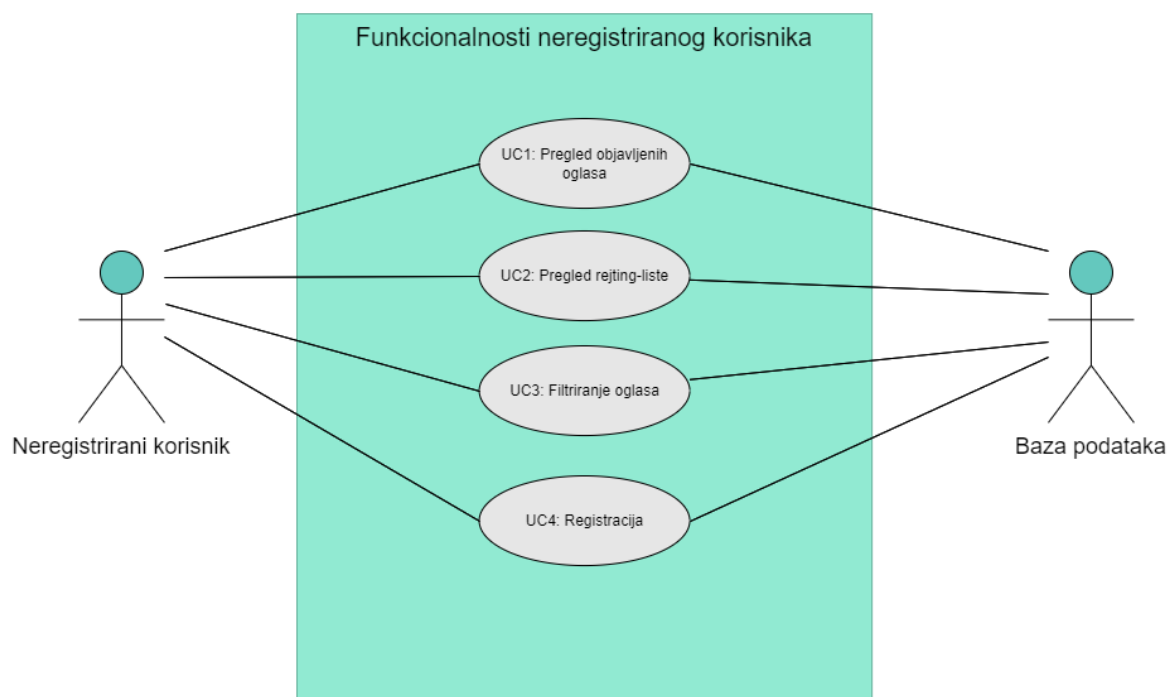 Funkcionalnosti neregistriranog korisnika
UC1: Pregled objavljenih
oglasa
UC2: Pregled rejting-liste
UC3: Filtriranje oglasa
Neregistrirani korisnik
Baza podataka
UC4: Registracija